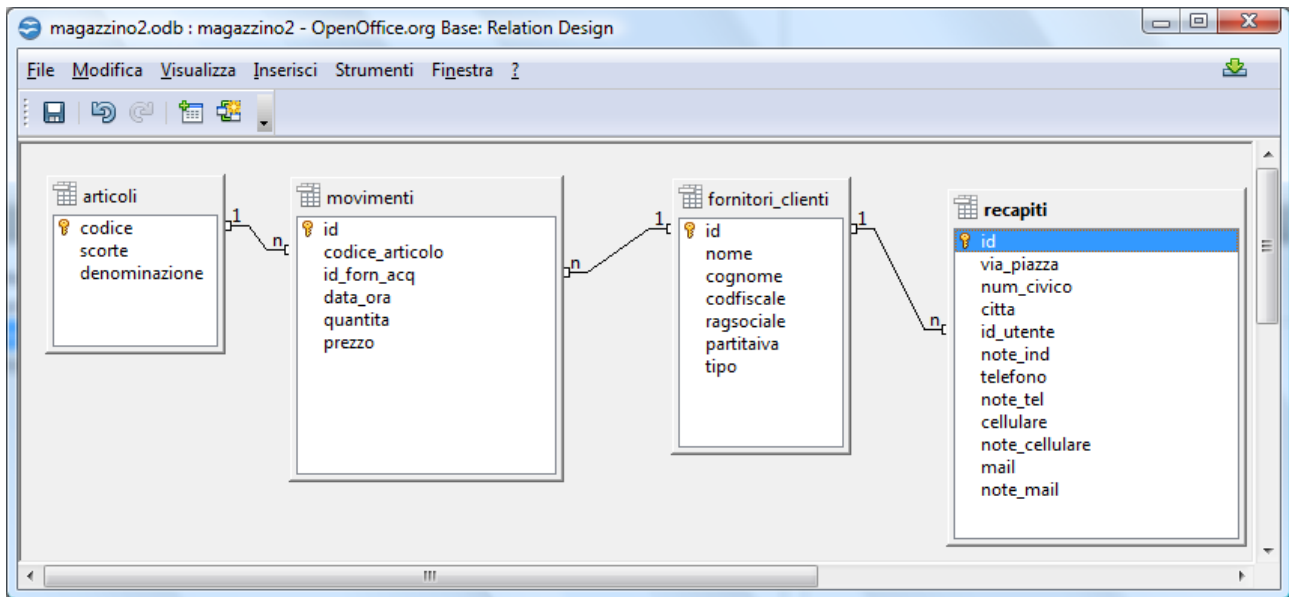 magazzino2.odb : magazzino2 - OpenOffice.org Base: Relation Design
File Modifica Visualizza Inserisci Strumenti Finestra ?
articoli
codice
scorte
denominazione
1
n
movimenti
id
codice_articolo
id_forn_acq
data_ora
quantita
prezzo
n
1
fornitori_clienti
id
nome
cognome
codfiscale
ragsociale
partitaiva
tipo
1
n
recapiti
id
via_piazza
num_civico
citta
id_utente
note_ind
telefono
note_tel
cellulare
note_cellulare
mail
note_mail